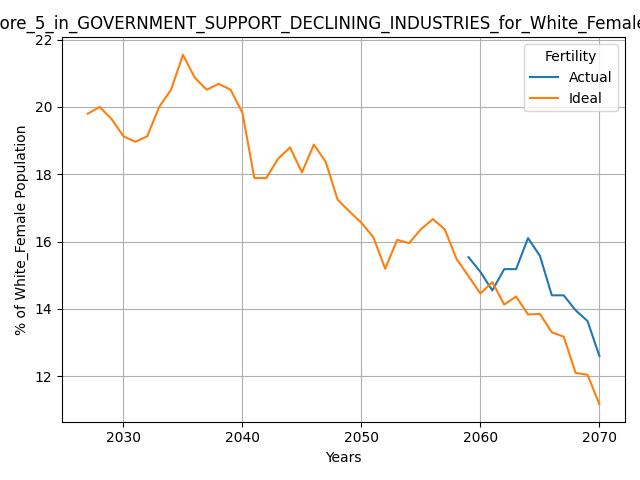 ore_5_in_GOVERNMENT_SUPPORT_DECLINING_INDUSTRIES_for_White_Female
Fertility
Actual
Ideal
% of White_Female Population
22
20
18
16
14
12
2030 2040 2050 2060 2070
Years